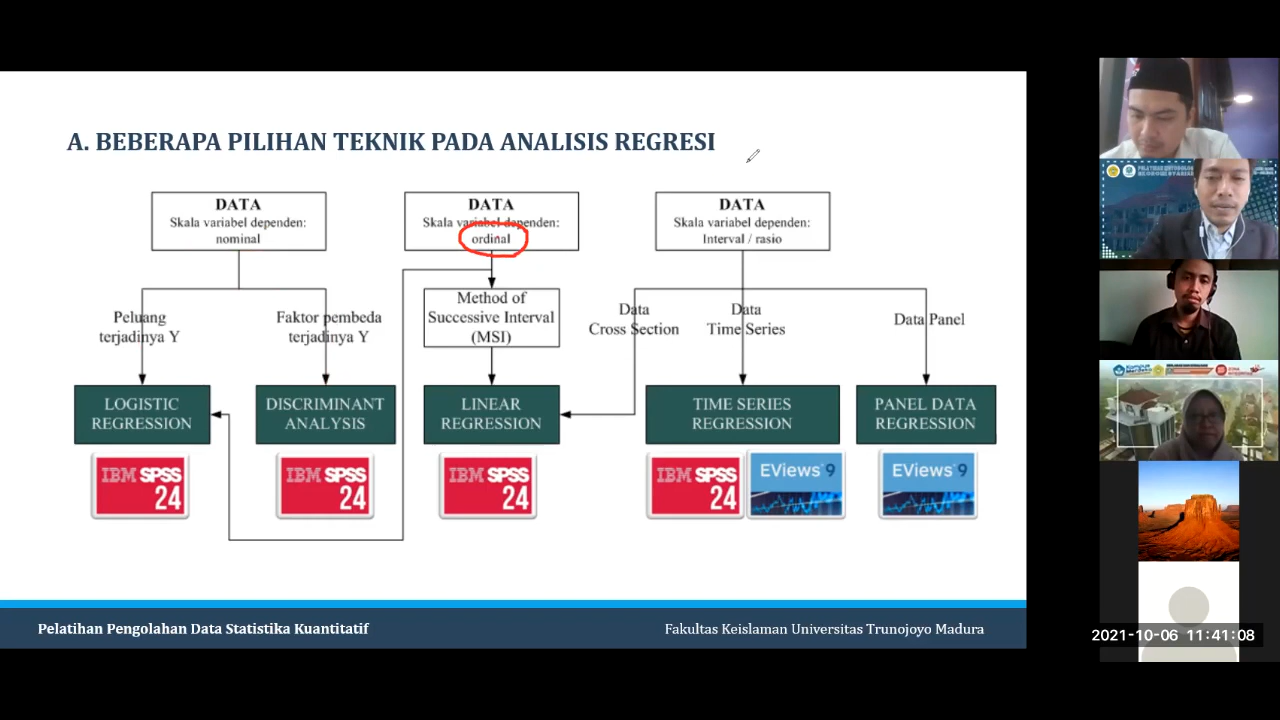 A. BEBERAPA PILIHAN TEKNIK PADA ANALISIS REGRESI
DATA
Skala variabel dependen:
nominal
DATA
Skala variabel dependen:
ordinal
DATA
Skala variabel dependen:
Interval / rasio
Peluang
terjadinya Y
Faktor pembeda
terjadinya Y
Method of
Successive Interval
(MSI)
Data
Cross Section
Data
Time Series
Data Panel
LOGISTIC
REGRESSION
DISCRIMINANT
ANALYSIS
LINEAR
REGRESSION
TIME SERIES
REGRESSION
PANEL DATA
REGRESSION
IBM SPSS
24
IBM SPSS
24
IBM SPSS
24
IBM SPSS
24
EViews 9
EViews 9
Pelatihan Pengolahan Data Statistika Kuantitatif
Fakultas Keislaman Universitas Trunojoyo Madura
2021-10-06 11:41:08